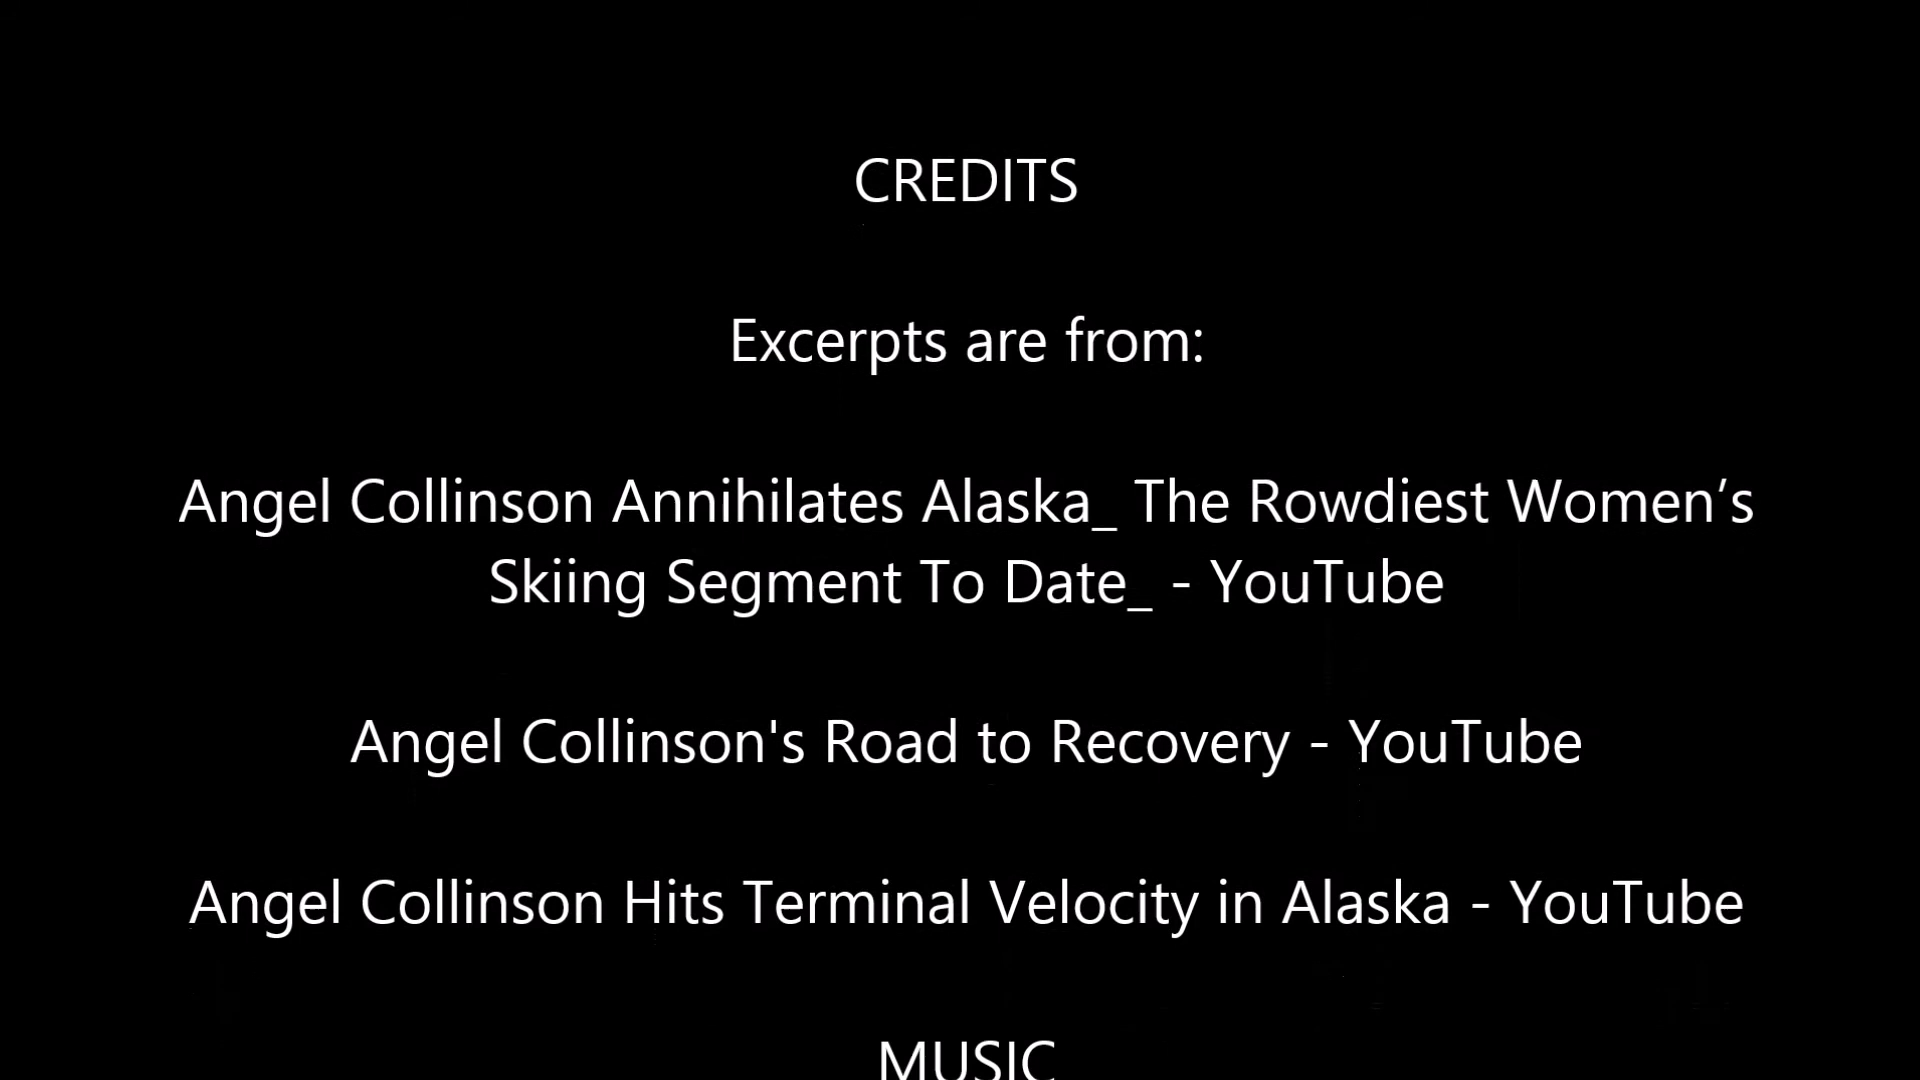 CREDITS
Excerpts are from:
Angel Collinson Annihilates Alaska_ The Rowdiest Women’s
Skiing Segment To Date_ - YouTube
Angel Collinson's Road to Recovery - YouTube
Angel Collinson Hits Terminal Velocity in Alaska - YouTube
MUSIC